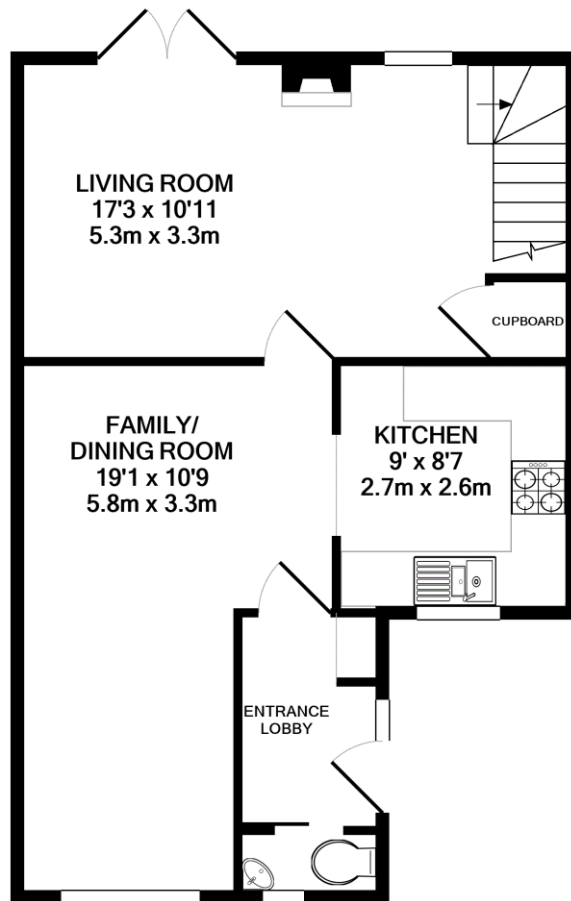 LIVING ROOM
17'3 x 10'11
5.3m x 3.3m
CUPBOARD
FAMILY/
DINING ROOM
19'1 x 10'9
5.8m x 3.3m
KITCHEN
9' x 8'7
2.7m x 2.6m
ENTRANCE
LOBBY